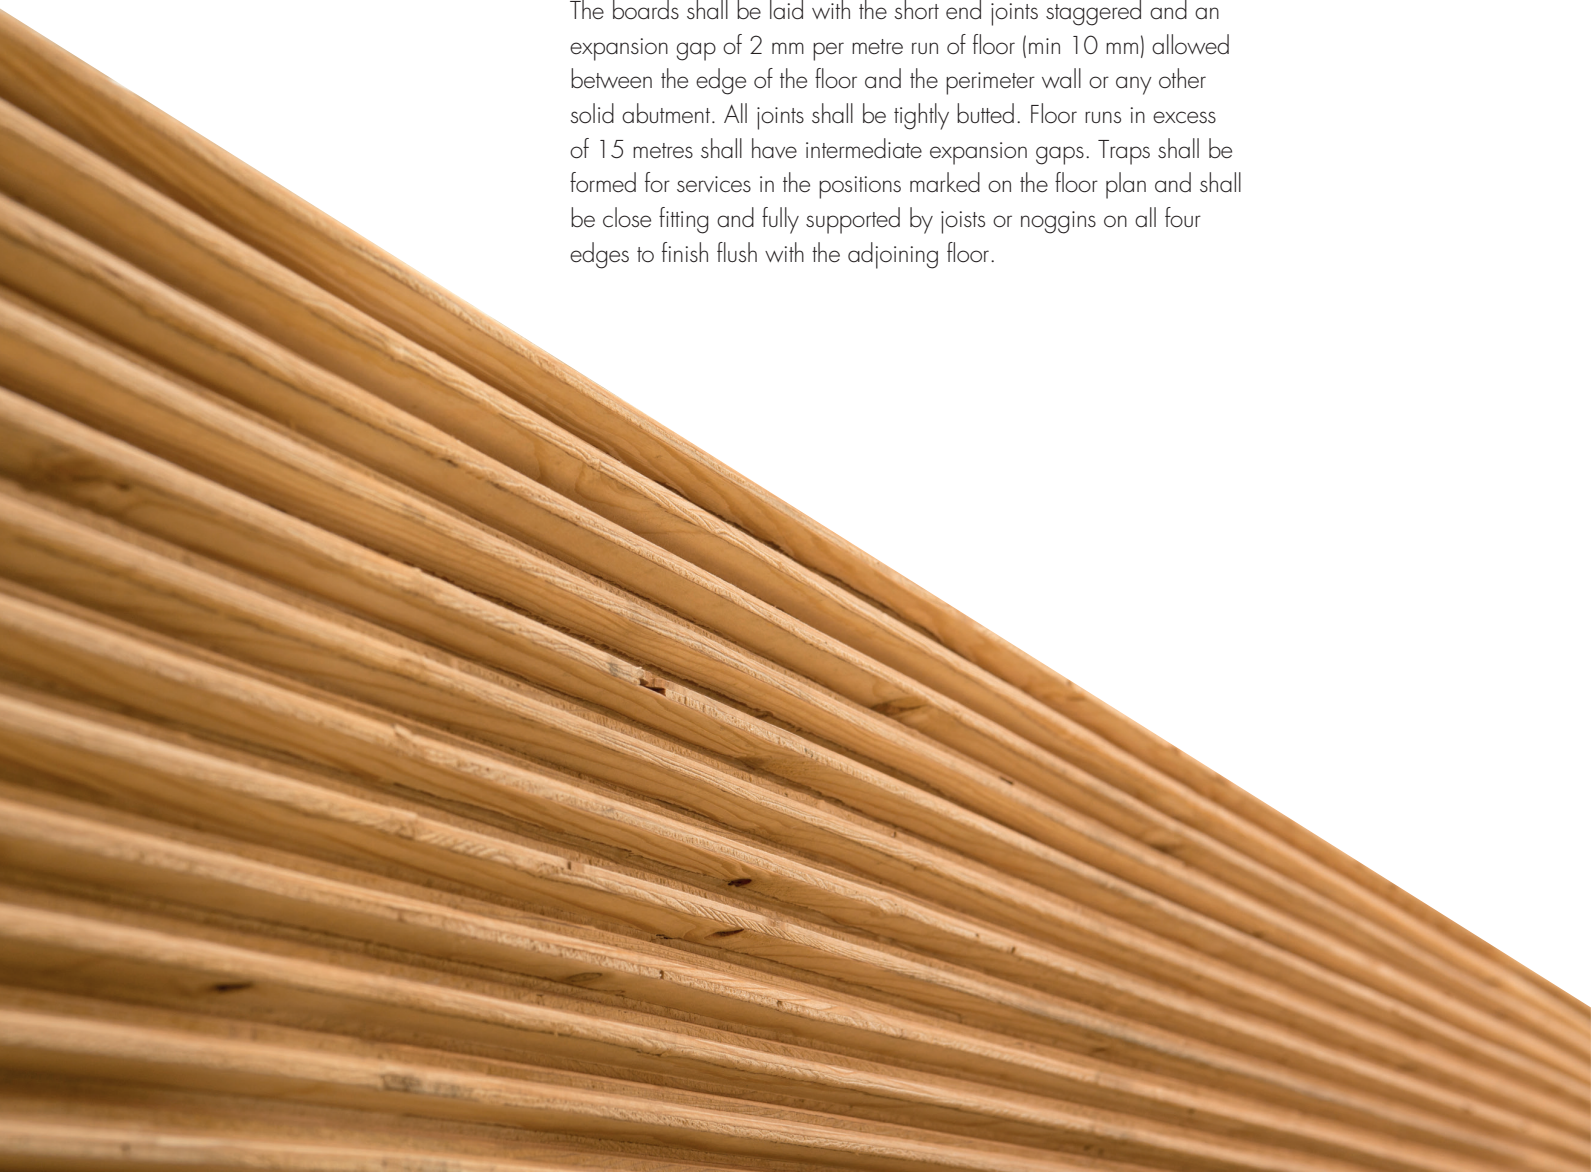 The boards shall be laid with the short end joints staggered and an
expansion gap of 2 mm per metre run of floor (min 10 mm) allowed
between the edge of the floor and the perimeter wall or any other
solid abutment. All joints shall be tightly butted. Floor runs in excess
of 15 metres shall have intermediate expansion gaps. Traps shall be
formed for services in the positions marked on the floor plan and shall
be close fitting and fully supported by joists or noggins on all four
edges to finish flush with the adjoining floor.